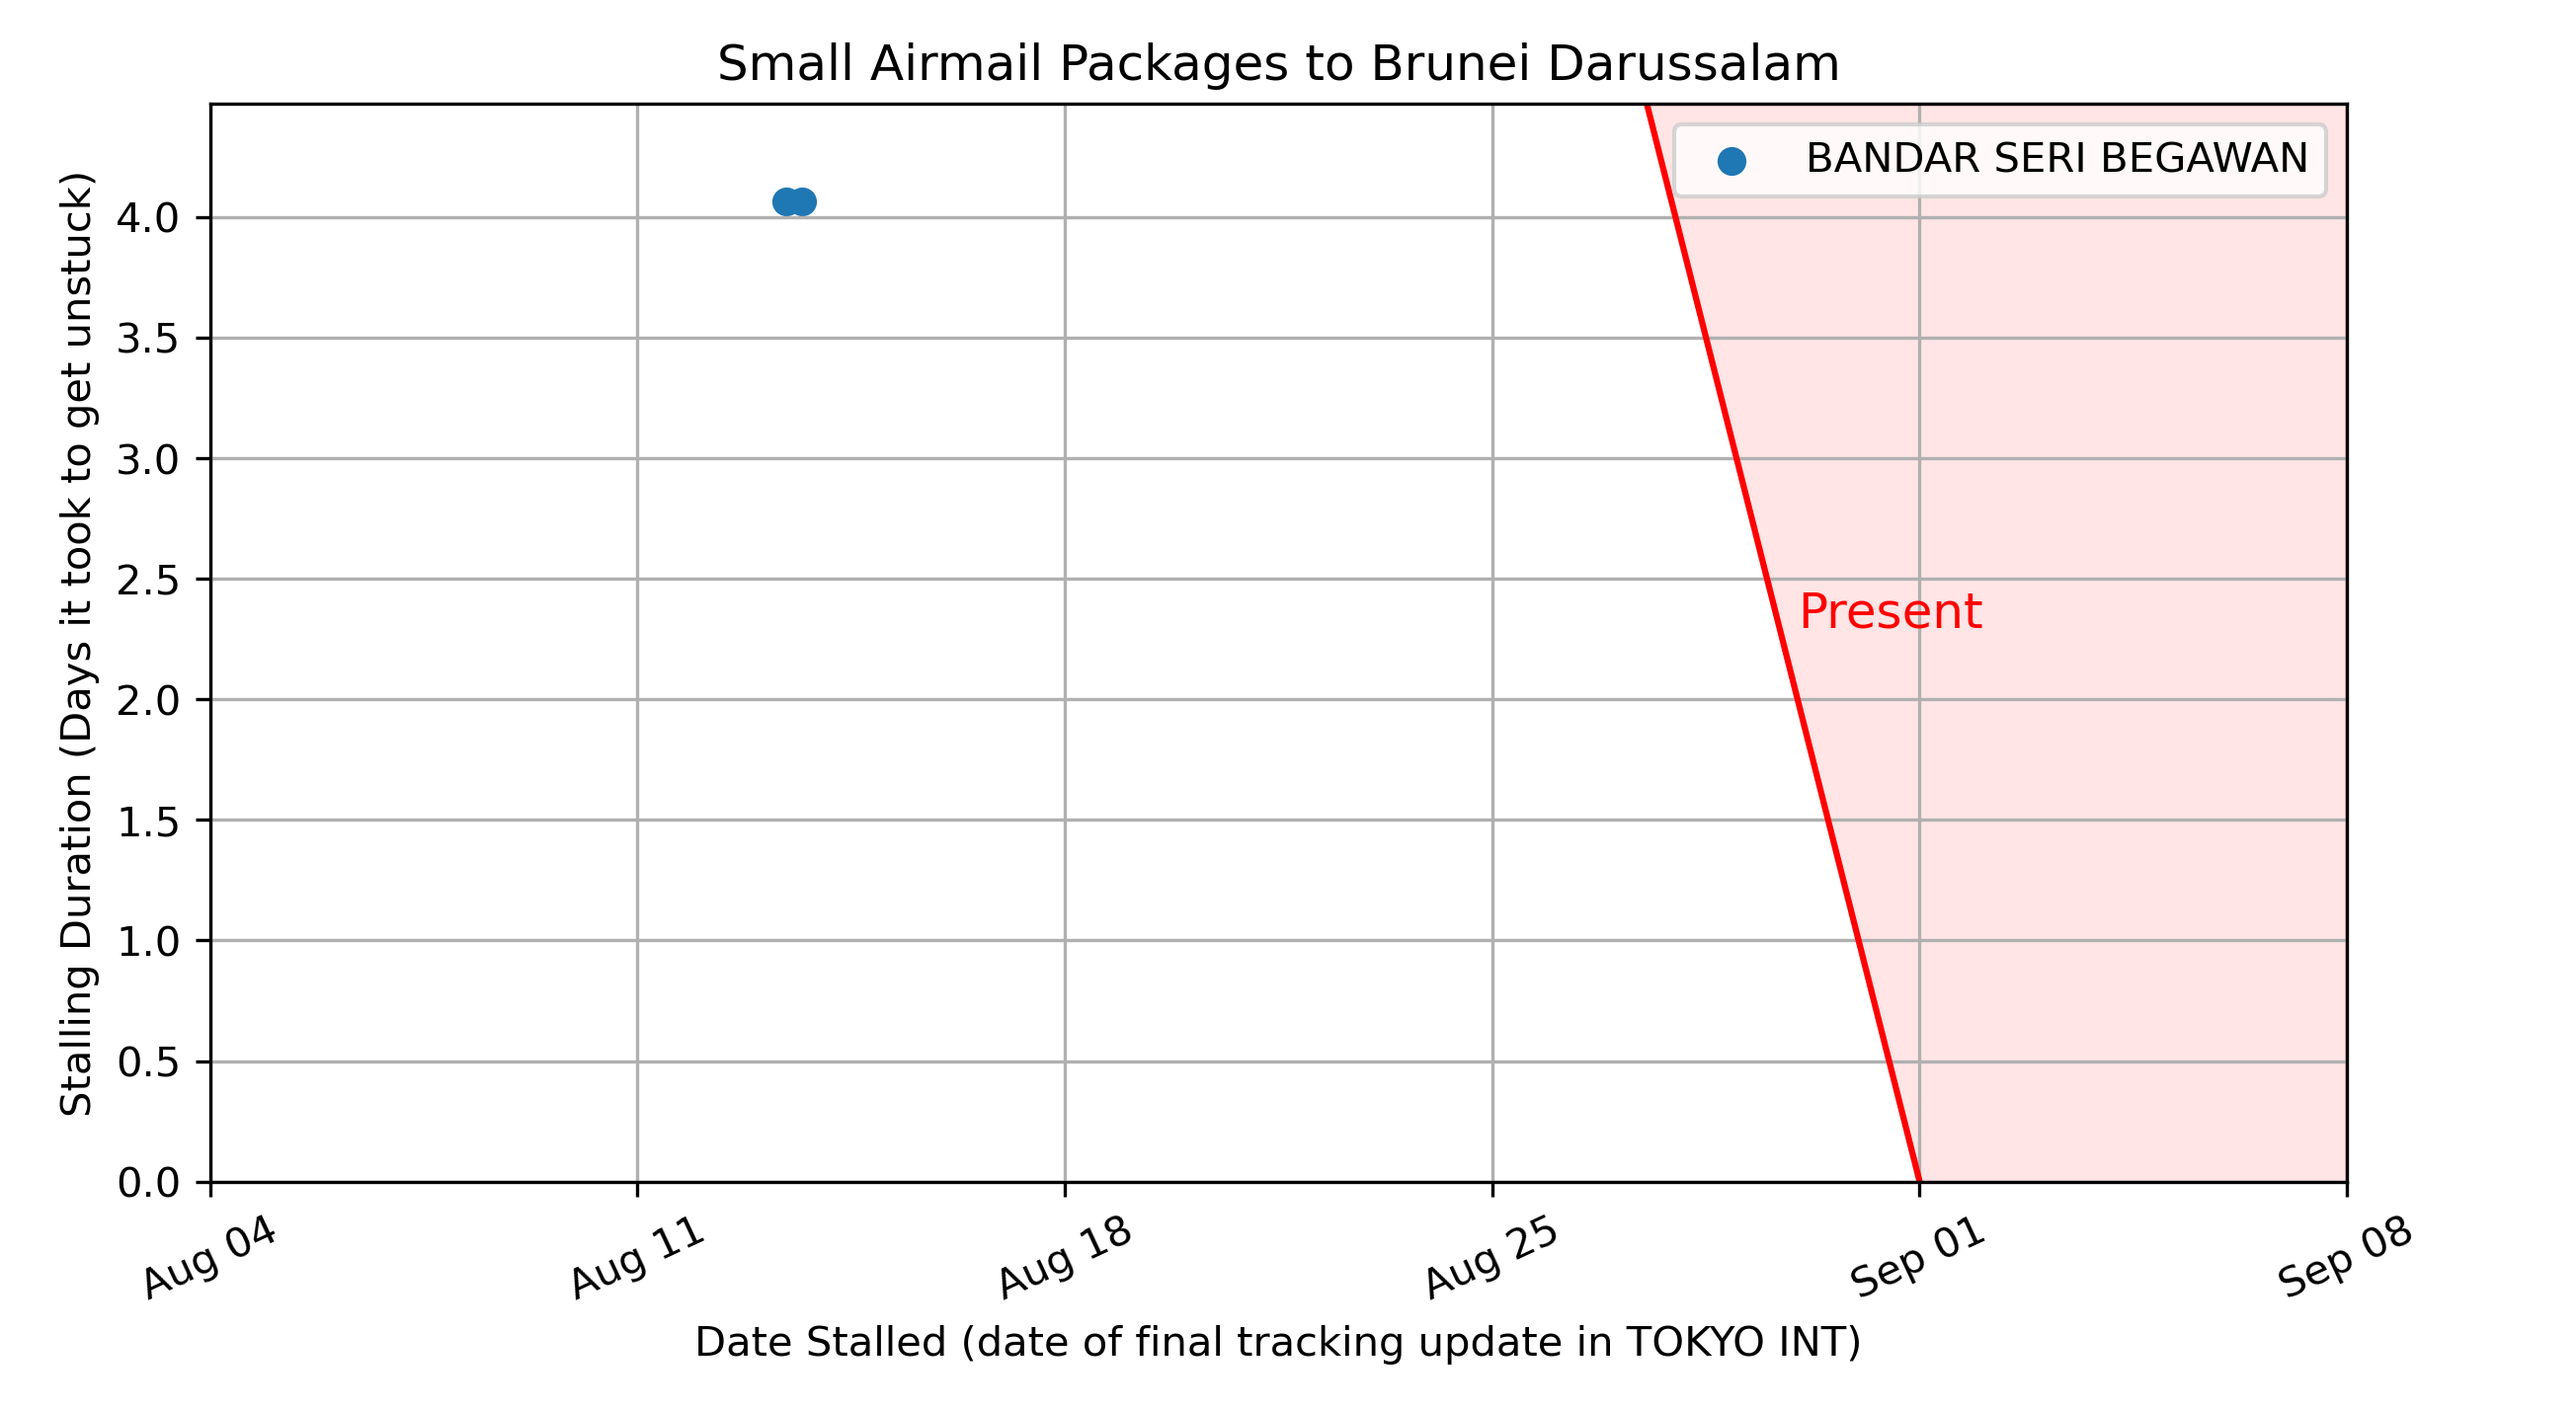 Small Airmail Packages to Brunei Darussalam
BANDAR SERI BEGAWAN
Present
Stalling Duration (Days it took to get unstuck)
4.0
3.5
3.0
2.5
2.0
1.5
1.0
0.5
0.0
Aug 04
Aug 11
Aug 18
Aug 25
Sep 01
Sep 08
Date Stalled (date of final tracking update in TOKYO INT)